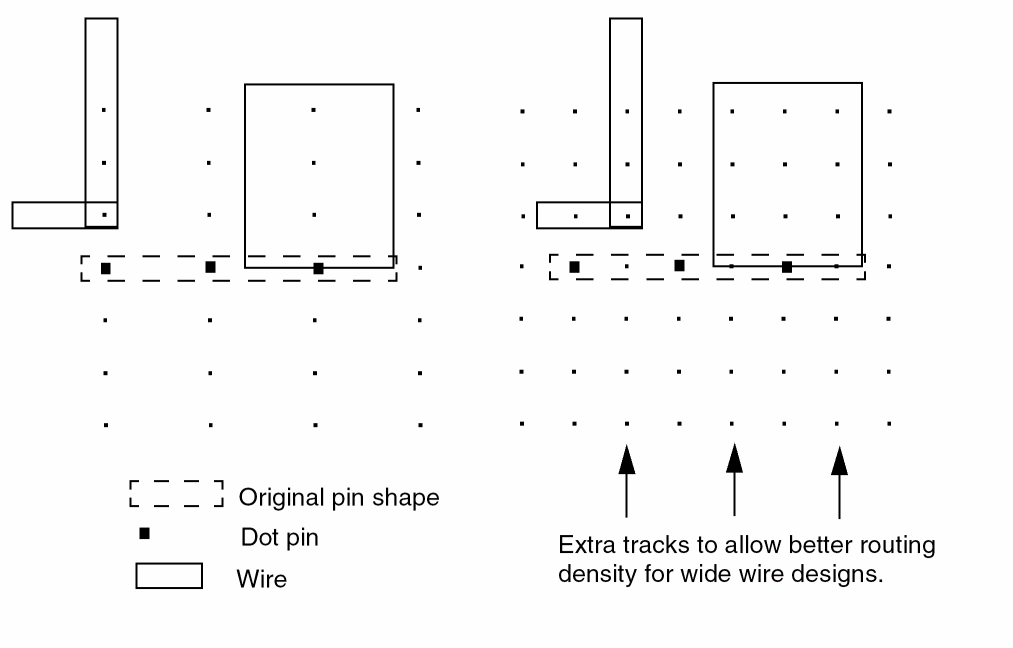 Original pin shape
Dot pin
Wire
Extra tracks to allow better routing
density for wide wire designs.